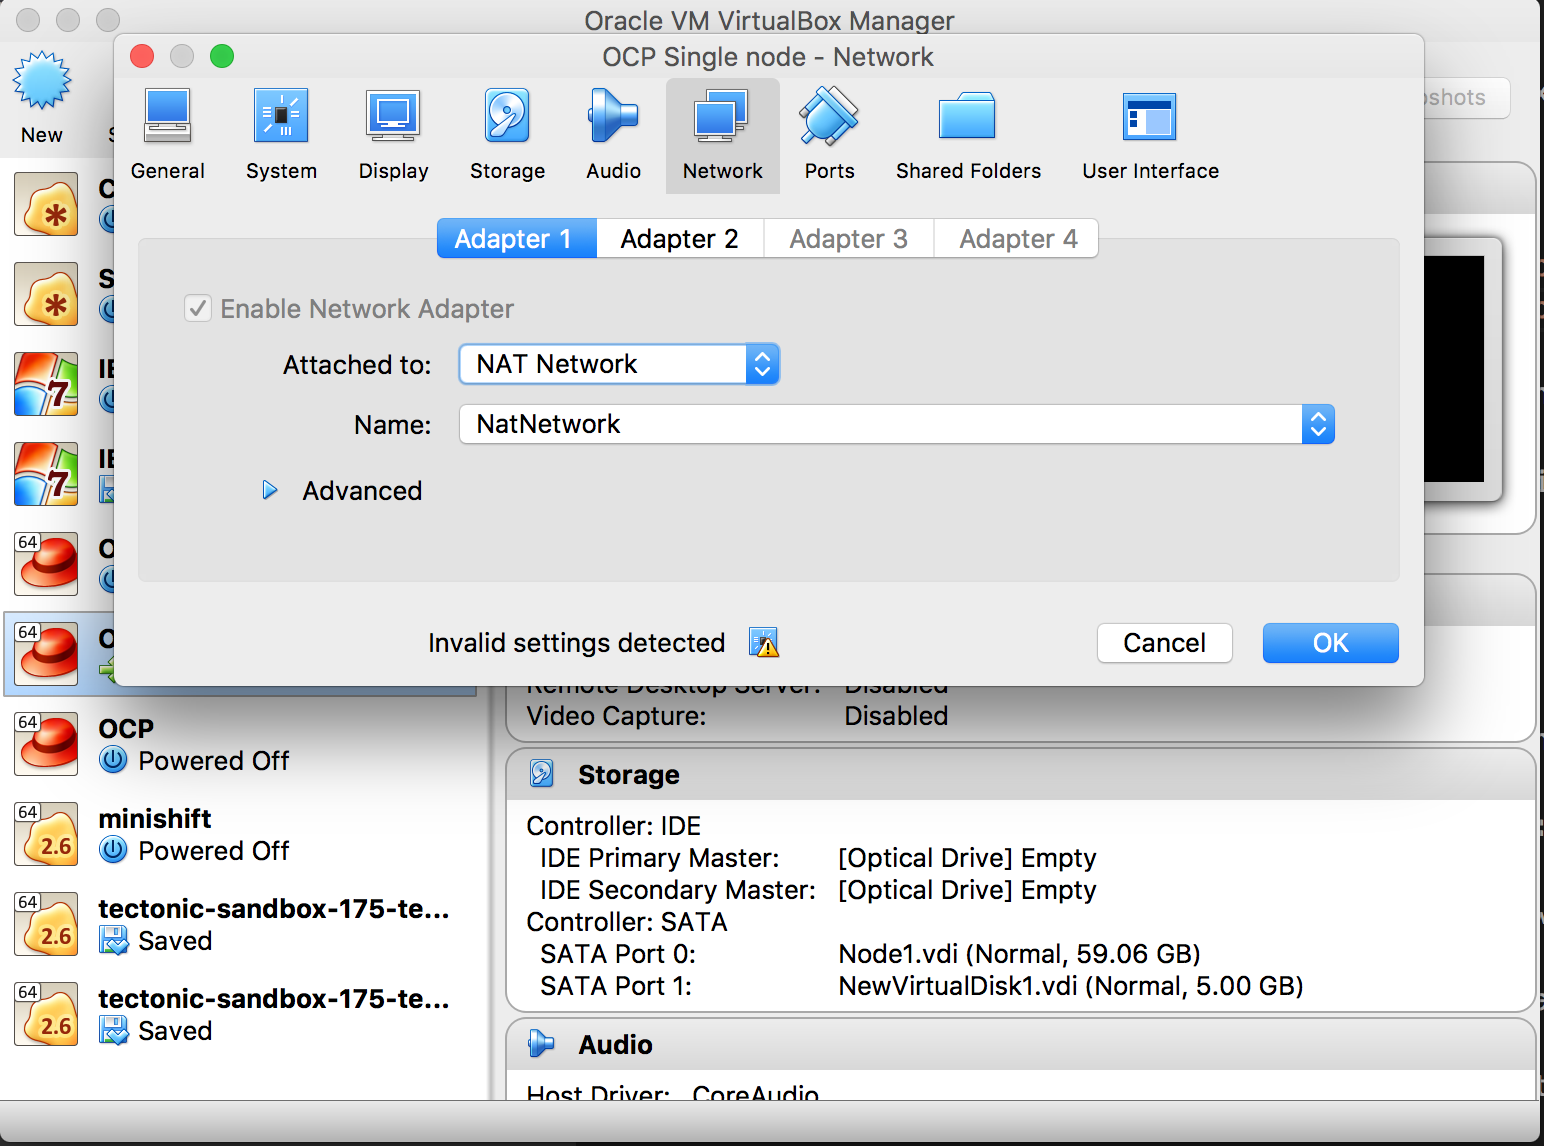 Oracle VM VirtualBox Manager
OCP Single node - Network
New
General
System
Display
Storage
Audio
Network
Ports
Shared Folders
User Interface
Adapter 1
Adapter 2
Adapter 3
Adapter 4
Enable Network Adapter
Attached to:
NAT Network
Name:
NatNetwork
Advanced
Invalid settings detected
Cancel
OK
7
7
64
64
64
OCP
Powered Off
64
2.6
minishift
Powered Off
64
2.6
tectonic-sandbox-175-te...
Saved
64
2.6
tectonic-sandbox-175-te...
Saved
Remote Desktop Server: Disabled
Video Capture: Disabled
Storage
Controller: IDE
IDE Primary Master: [Optical Drive] Empty
IDE Secondary Master: [Optical Drive] Empty
Controller: SATA
SATA Port 0: Node1.vdi (Normal, 59.06 GB)
SATA Port 1: NewVirtualDisk1.vdi (Normal, 5.00 GB)
Audio
Host Driver: CoreAudio